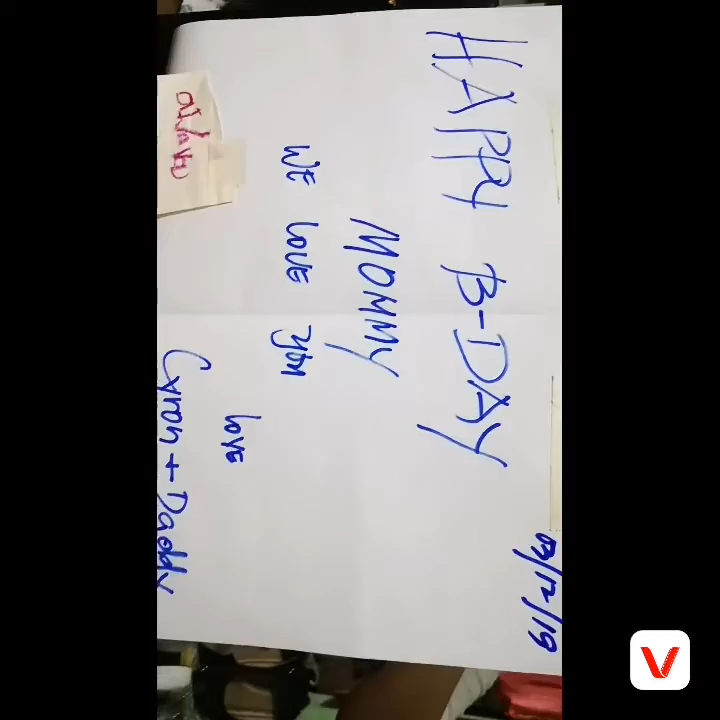 03/12/19
HAPPY B-DAY
MOMMY
WE LOVE YOU
LOVE
Cyron + Daddy